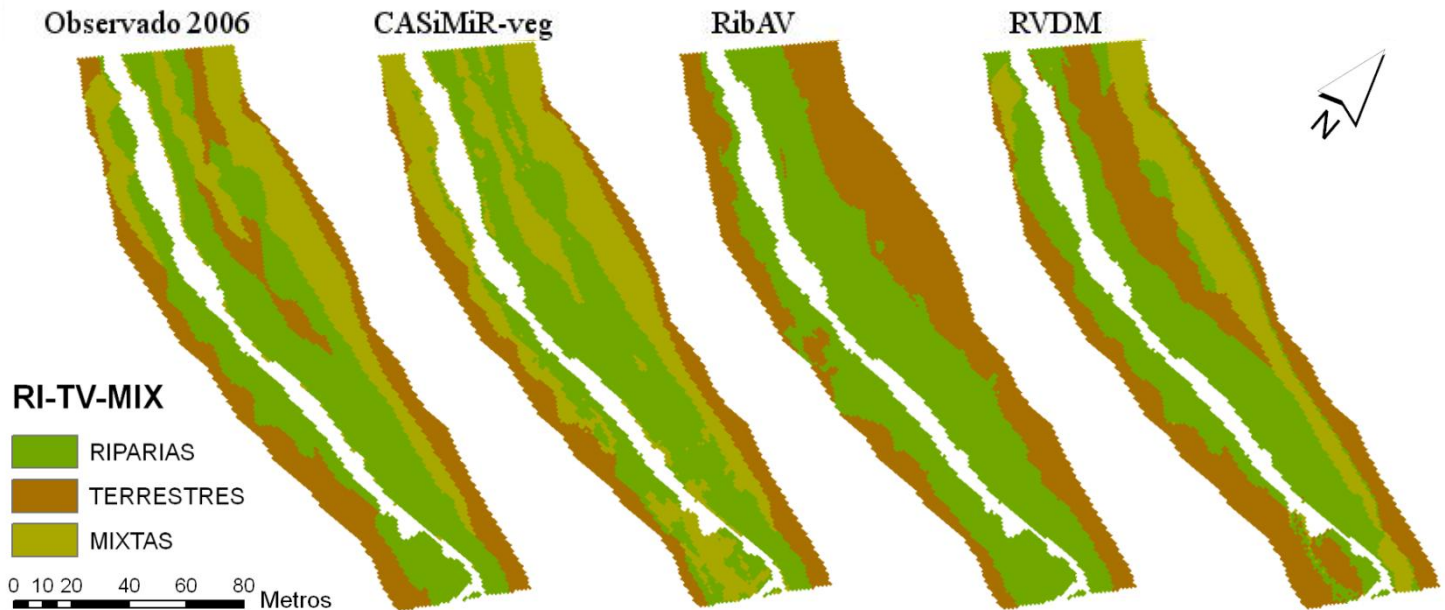 Observado 2006 CASiMiR-veg RibAV RVDM
N
RI-TV-MIX
RIPARIAS
TERRESTRES
MIXTAS
0 10 20 40 60 80
Metros